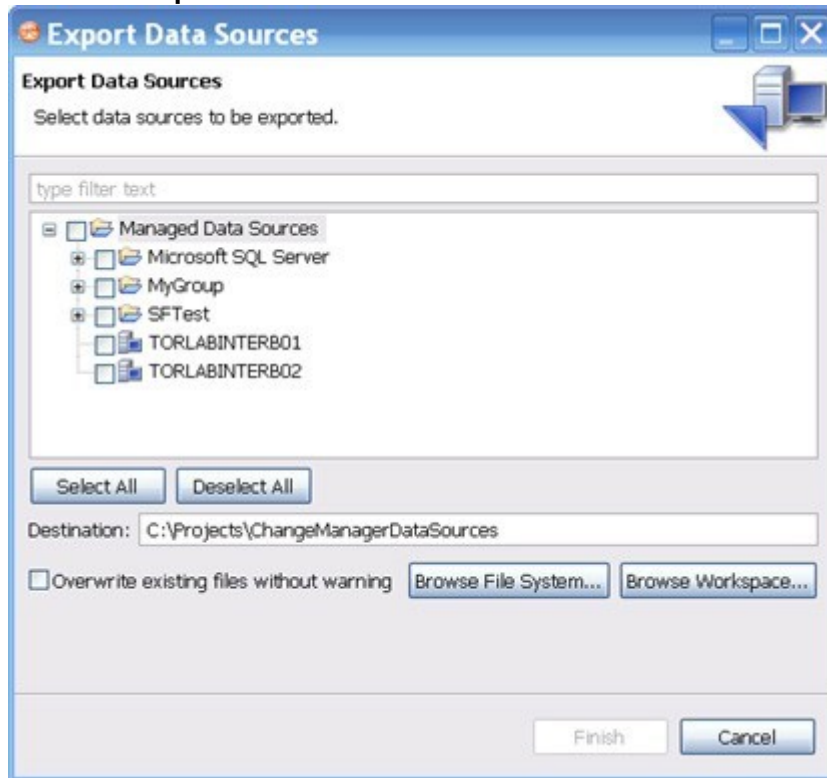 Export Data Sources
Export Data Sources
Select data sources to be exported.
type filter text
Managed Data Sources
Microsoft SQL Server
MyGroup
SFTest
TORLABINTERB01
TORLABINTERB02
Select All Deselect All
Destination: C:\Projects\ChangeManagerDataSources
Overwrite existing files without warning Browse File System... Browse Workspace...
Finish Cancel